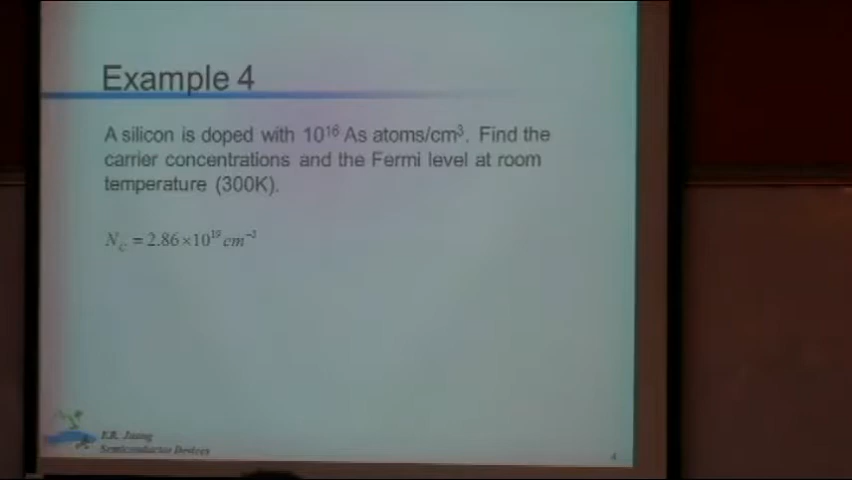 Example 4
A silicon is doped with 10¹⁶ As atoms/cm³. Find the
carrier concentrations and the Fermi level at room
temperature (300K).
N_C = 2.86×10¹⁹ cm⁻³
Semiconductor Devices
4